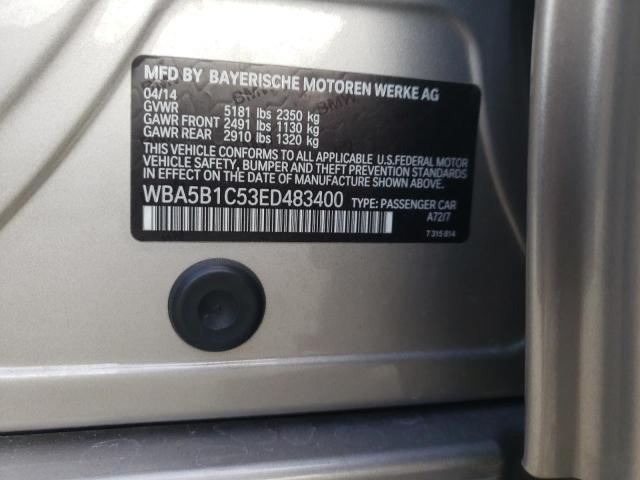 MFD BY BAYERISCHE MOTOREN WERKE AG
04/14
GVWR 5181 lbs 2350 kg
GAWR FRONT 2491 lbs 1130 kg
GAWR REAR 2910 lbs 1320 kg
THIS VEHICLE CONFORMS TO ALL APPLICABLE U.S.FEDERAL MOTOR
VEHICLE SAFETY, BUMPER AND THEFT PREVENTION STANDARDS
IN EFFECT ON THE DATE OF MANUFACTURE SHOWN ABOVE.
WBA5B1C53ED483400 TYPE: PASSENGER CAR
A72/7
7 315 814